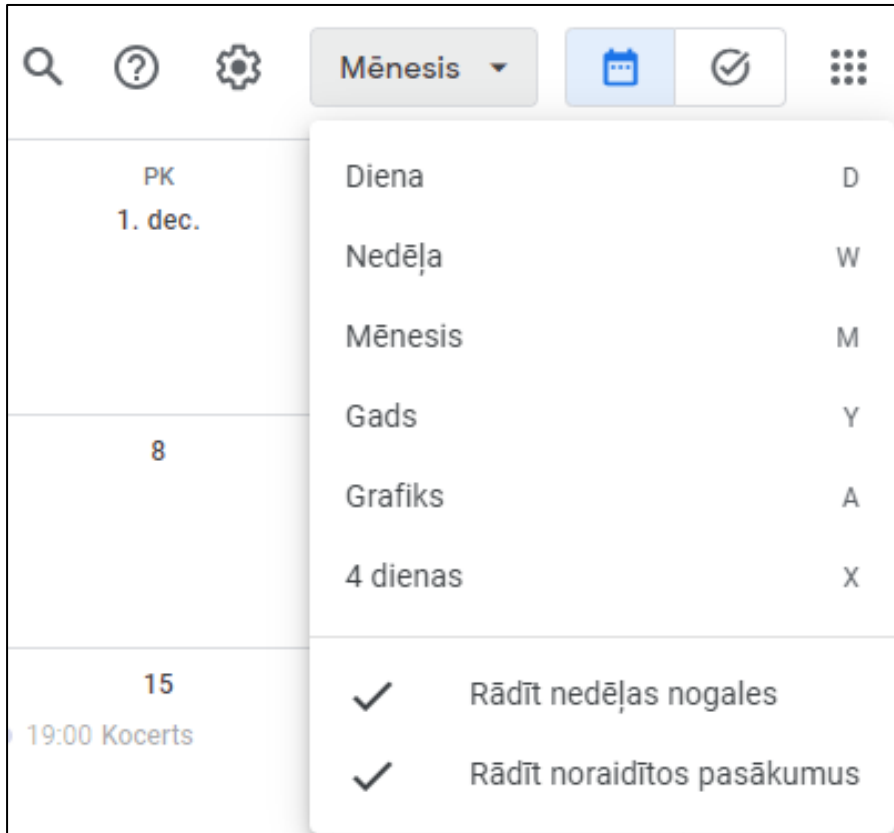 Mēnesis
PK
1. dec.
8
15
19:00 Kocerts
Diena D
Nedēļa W
Mēnesis M
Gads Y
Grafiks A
4 dienas X
Rādīt nedēļas nogales
Rādīt noraidītos pasākumus